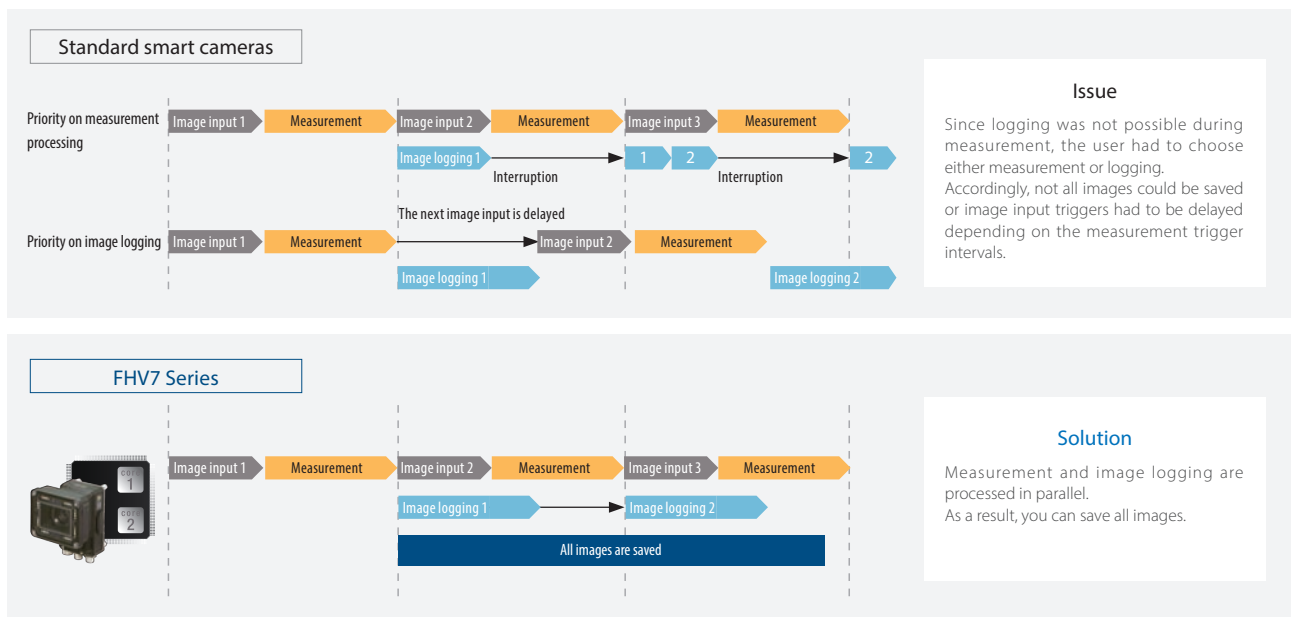 Standard smart cameras
Priority on measurement
processing
Image input 1
Measurement
Image input 2
Measurement
Image input 3
Measurement
Image logging 1
Interruption
1
2
Interruption
2
The next image input is delayed
Priority on image logging
Image input 1
Measurement
Image input 2
Measurement
Image logging 1
Image logging 2
Issue
Since logging was not possible during
measurement, the user had to choose
either measurement or logging.
Accordingly, not all images could be saved
or image input triggers had to be delayed
depending on the measurement trigger
intervals.
FHV7 Series
core
1
core
2
Image input 1
Measurement
Image input 2
Measurement
Image input 3
Measurement
Image logging 1
Image logging 2
All images are saved
Solution
Measurement and image logging are
processed in parallel.
As a result, you can save all images.